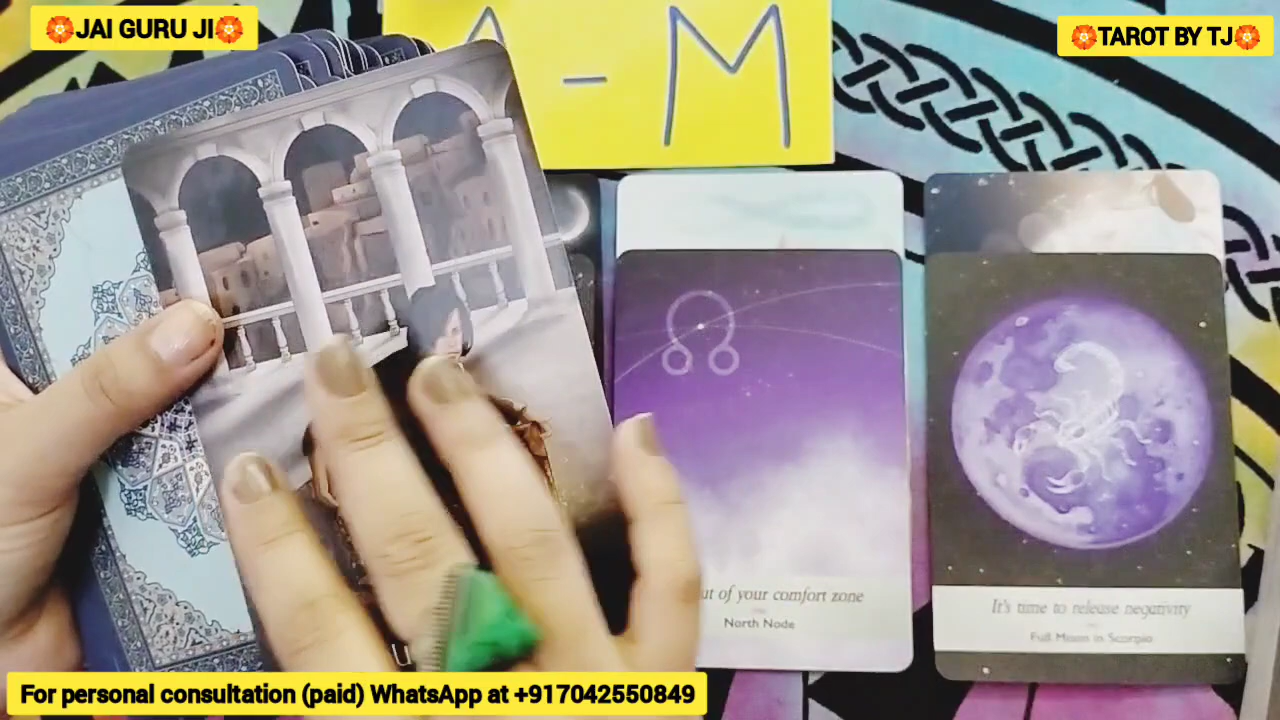 JAI GURU JI
TAROT BY TJ
- M
of your comfort zone
North Node
It's time to release negativity
Full Moon in Scorpio
For personal consultation (paid) WhatsApp at +917042550849